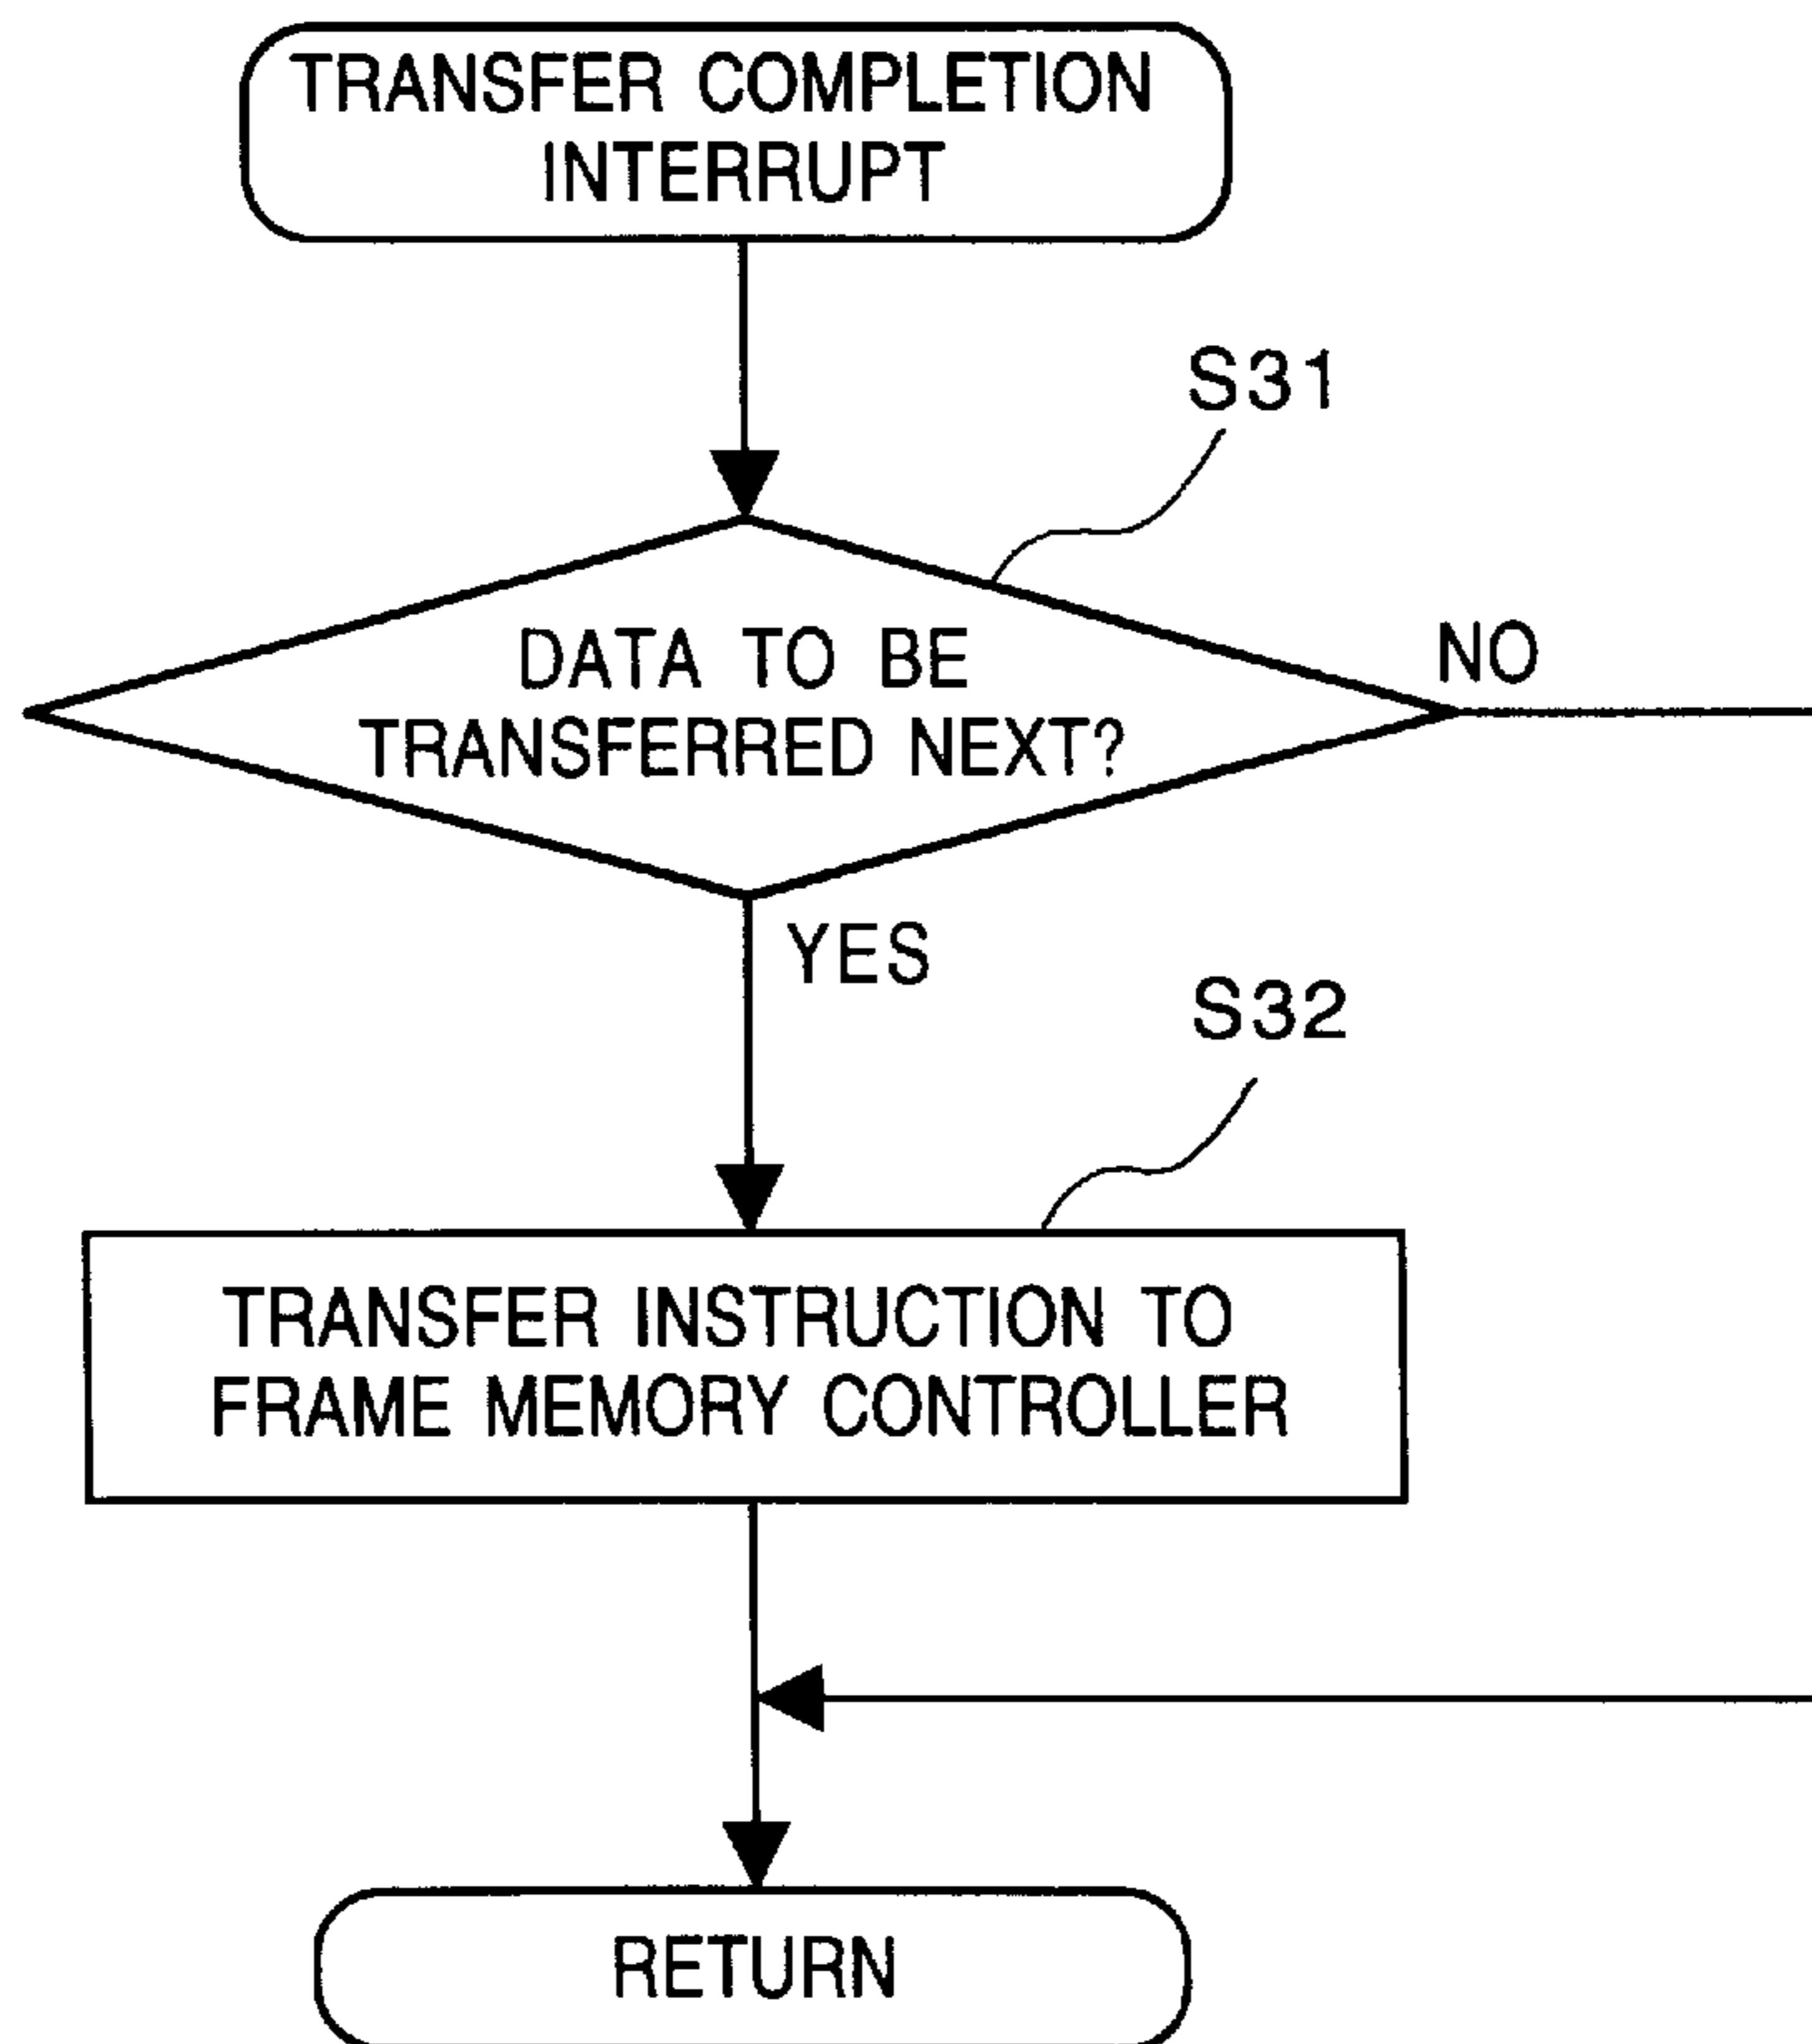 TRANSFER COMPLETION
INTERRUPT
S31
DATA TO BE
TRANSFERRED NEXT?
NO
YES
S32
TRANSFER INSTRUCTION TO
FRAME MEMORY CONTROLLER
RETURN